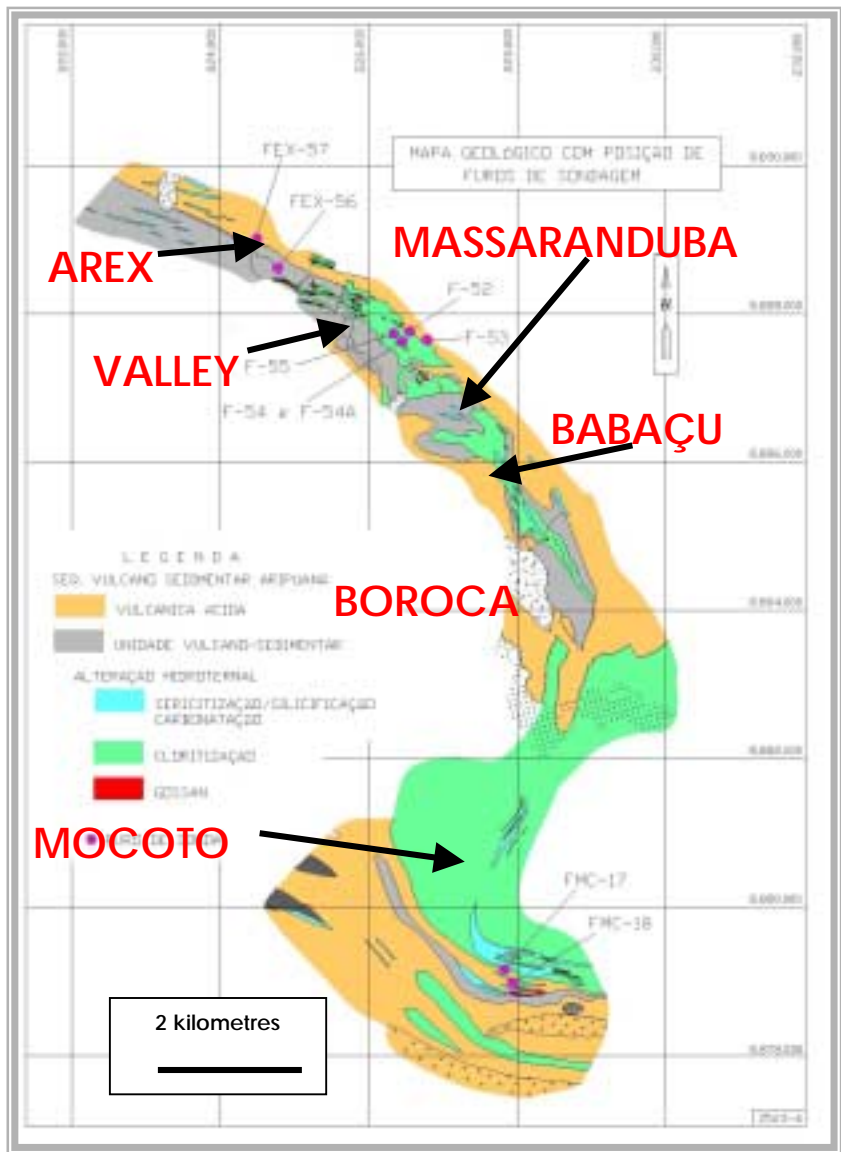 FEX-57
MAPA GEOLÓGICO COM POSIÇÃO DE
FUROS DE SONDAGEM
FEX-56
MASSARANDUBA
AREX
F-52
F-53
VALLEY
F-55
F-54 e F-54A
BABAÇU
LEGENDA
SEQ. VULCANO SEDIMENTAR ARIPUANA
BOROCA
VULCANICA ACIDA
UNIDADE VULCANO-SEDIMENTAR
ALTERAÇÃO HIDROTERMAL
SERICITIZAÇÃO/SILICIFICAÇÃO
CARBONATAÇÃO
CLORITIZAÇÃO
GOSSAN
MOCOTO
FMC-17
FMC-18
2 kilometres